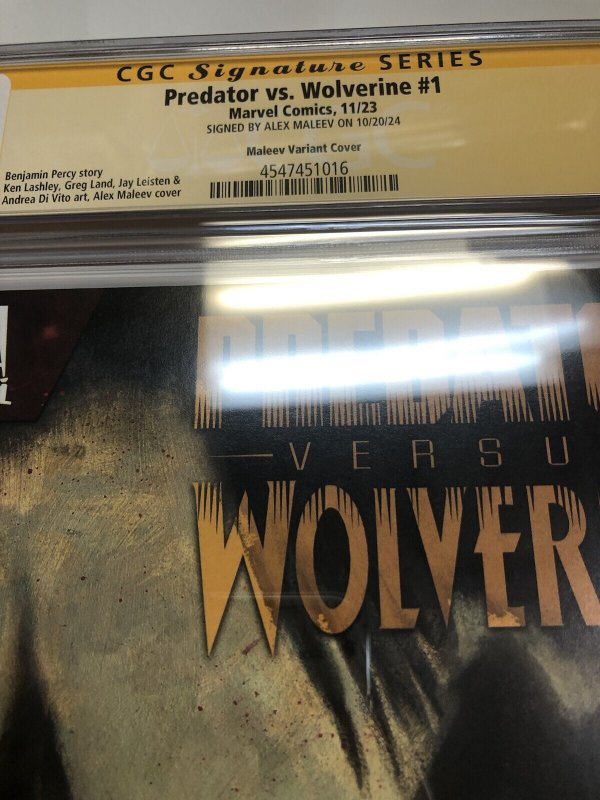 CGC Signature SERIES
Predator vs. Wolverine #1
Marvel Comics, 11/23
SIGNED BY ALEX MALEEV ON 10/20/24
Maleev Variant Cover
4547451016
Benjamin Percy story
Ken Lashley, Greg Land, Jay Leisten &
Andrea Di Vito art, Alex Maleev cover
PREDATO
VERSU
WOLVER